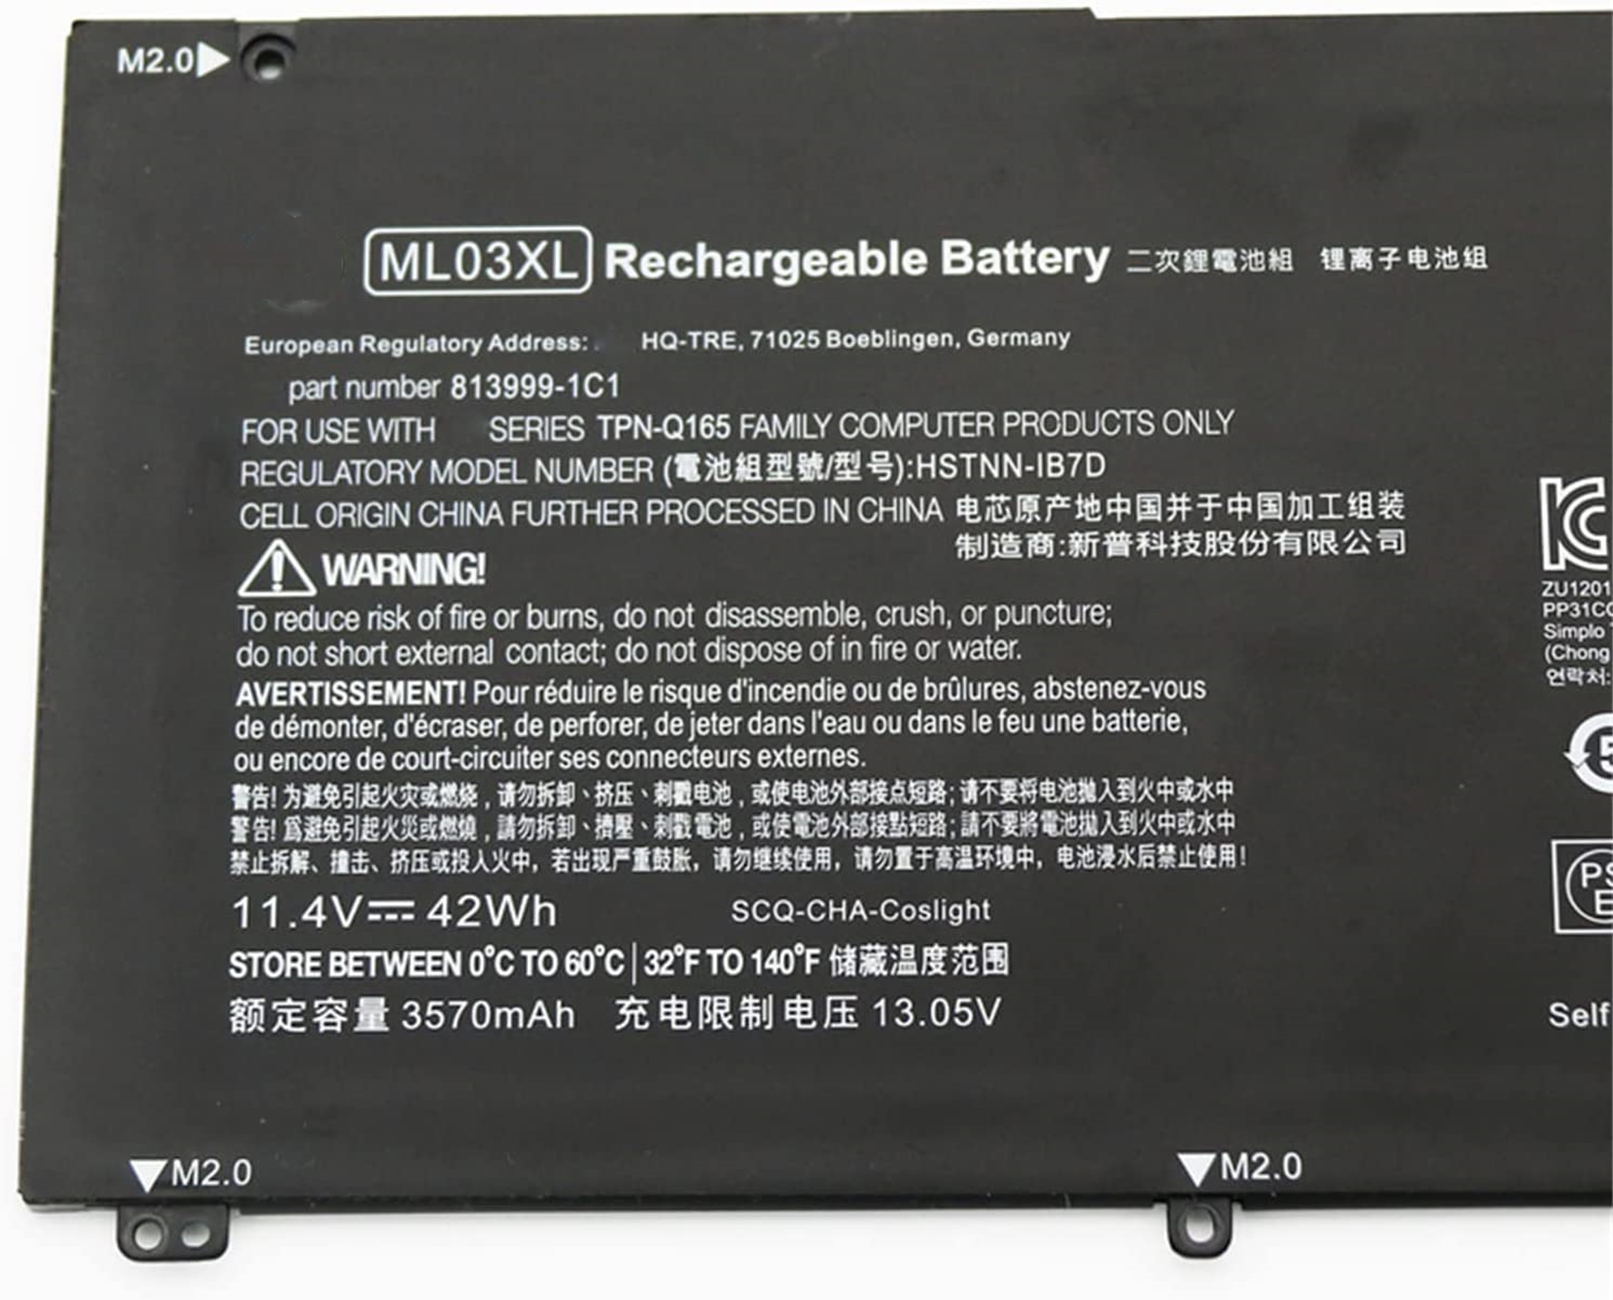 M2.0
ML03XL Rechargeable Battery 二次鋰電池組 锂离子电池组
European Regulatory Address: HQ-TRE, 71025 Boeblingen, Germany
part number 813999-1C1
FOR USE WITH SERIES TPN-Q165 FAMILY COMPUTER PRODUCTS ONLY
REGULATORY MODEL NUMBER (電池組型號/型号):HSTNN-IB7D
CELL ORIGIN CHINA FURTHER PROCESSED IN CHINA 电芯原产地中国并于中国加工组装
制造商:新普科技股份有限公司
WARNING!
To reduce risk of fire or burns, do not disassemble, crush, or puncture;
do not short external contact; do not dispose of in fire or water.
AVERTISSEMENT! Pour réduire le risque d'incendie ou de brûlures, abstenez-vous
de démonter, d'écraser, de perforer, de jeter dans l'eau ou dans le feu une batterie,
ou encore de court-circuiter ses connecteurs externes.
警告! 为避免引起火灾或燃烧，请勿拆卸、挤压、刺戳电池，或使电池外部接点短路; 请不要将电池抛入到火中或水中
警告! 爲避免引起火災或燃燒，請勿拆卸、擠壓、刺戳電池，或使電池外部接點短路; 請不要將電池拋入到火中或水中
禁止拆解、撞击、挤压或投入火中，若出现严重鼓胀，请勿继续使用，请勿置于高温环境中，电池浸水后禁止使用！
11.4V⎓ 42Wh SCQ-CHA-Coslight
STORE BETWEEN 0°C TO 60°C | 32°F TO 140°F 储藏温度范围
额定容量 3570mAh 充电限制电压 13.05V
M2.0
M2.0
ZU1201
PP31C
Simplo
(Chong
연락처:
5
PS
E
Self